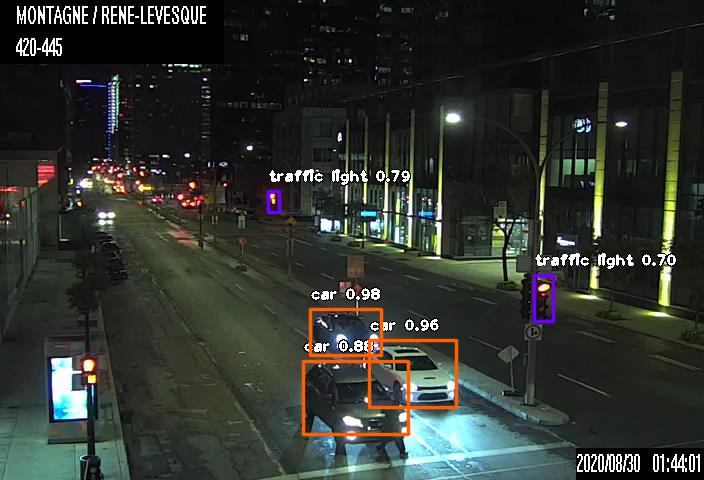 MONTAGNE / RENE-LEVESQUE
420-445
traffic light 0.79
traffic light 0.70
car 0.98
car 0.96
car 0.88
2020/08/30 01:44:01